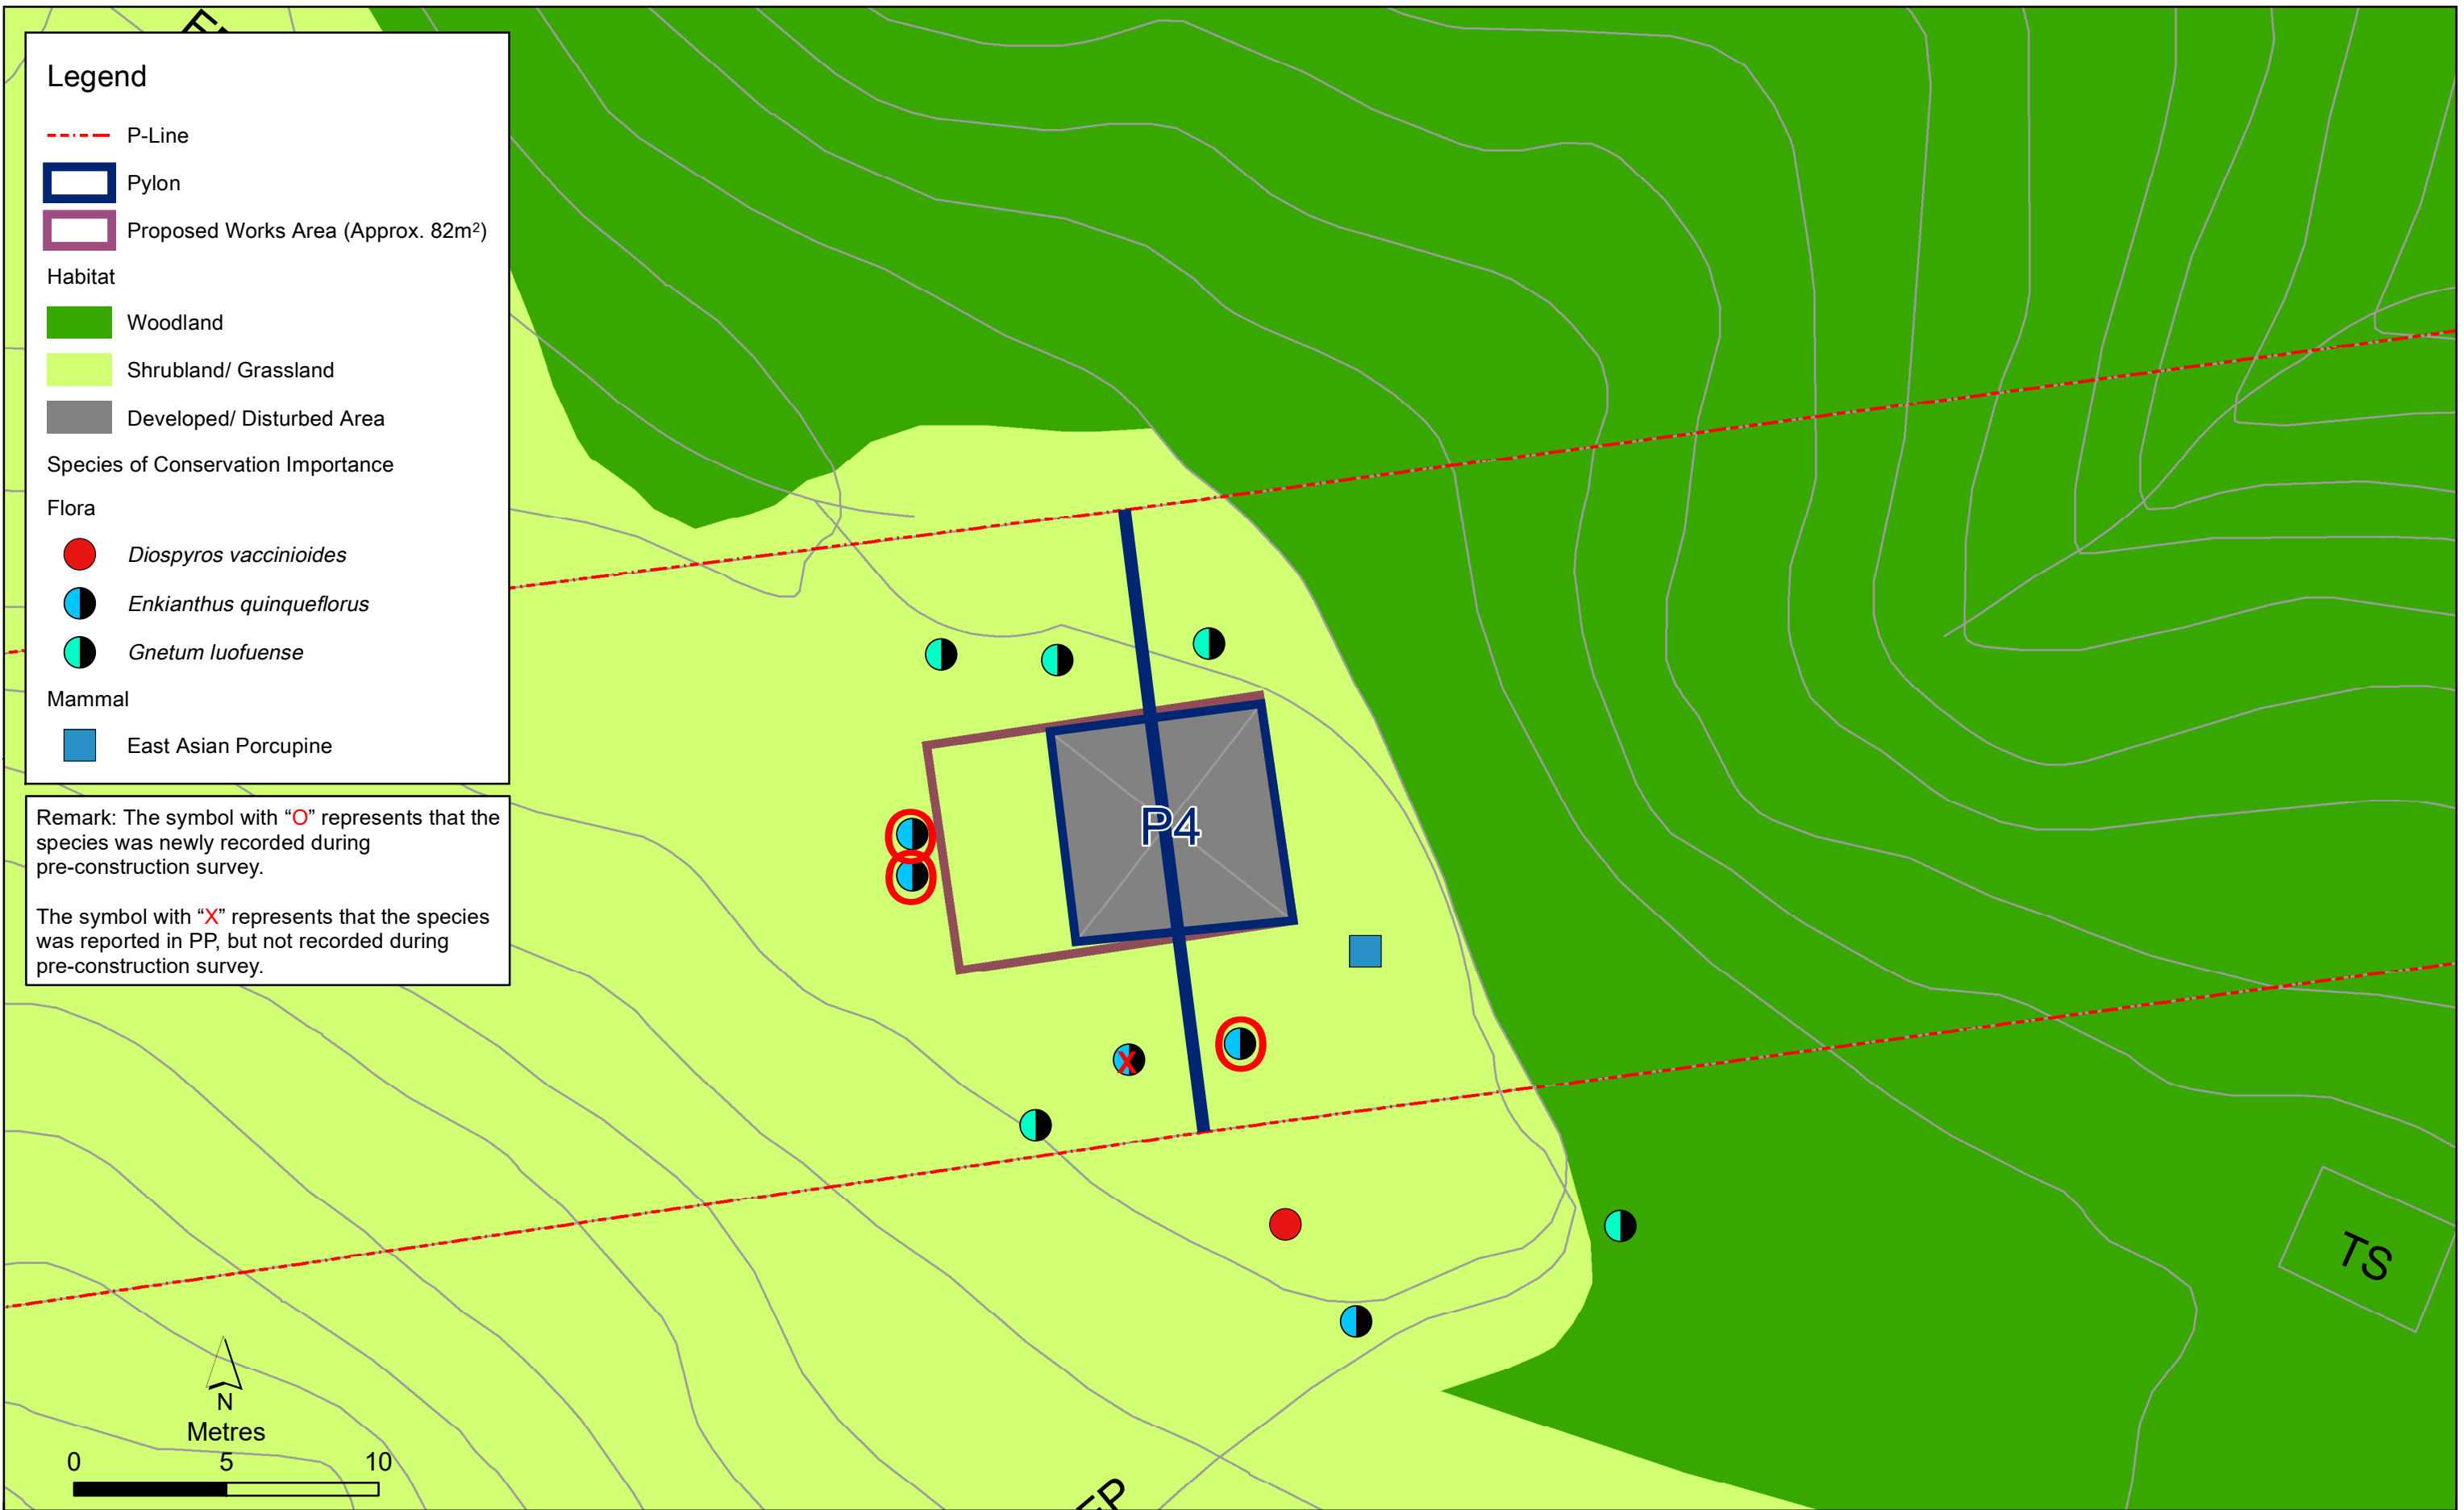 Legend
P-Line
Pylon
Proposed Works Area (Approx. 82m²)
Habitat
Woodland
Shrubland/ Grassland
Developed/ Disturbed Area
Species of Conservation Importance
Flora
Diospyros vaccinioides
Enkianthus quinqueflorus
Gnetum luofuense
Mammal
East Asian Porcupine
Remark: The symbol with “O” represents that the
species was newly recorded during
pre-construction survey.
The symbol with “X” represents that the species
was reported in PP, but not recorded during
pre-construction survey.
P4
X
TS
N
Metres
0 5 10